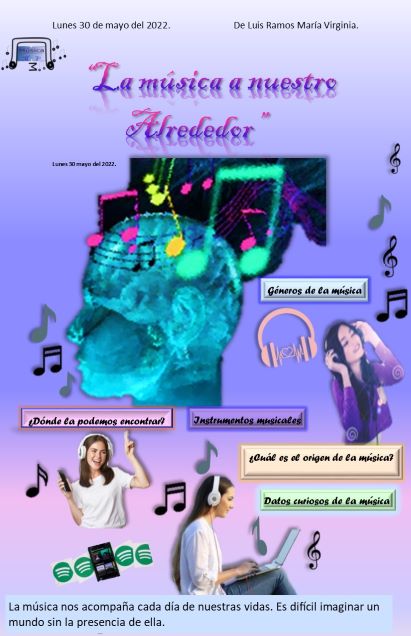 Lunes 30 de mayo del 2022. De Luis Ramos María Virginia.
Música
"La música a nuestro
Alrededor"
Lunes 30 mayo del 2022.
Géneros de la música
¿Dónde la podemos encontrar?
Instrumentos musicales
¿Cuál es el origen de la música?
Datos curiosos de la música
La música nos acompaña cada día de nuestras vidas. Es difícil imaginar un
mundo sin la presencia de ella.